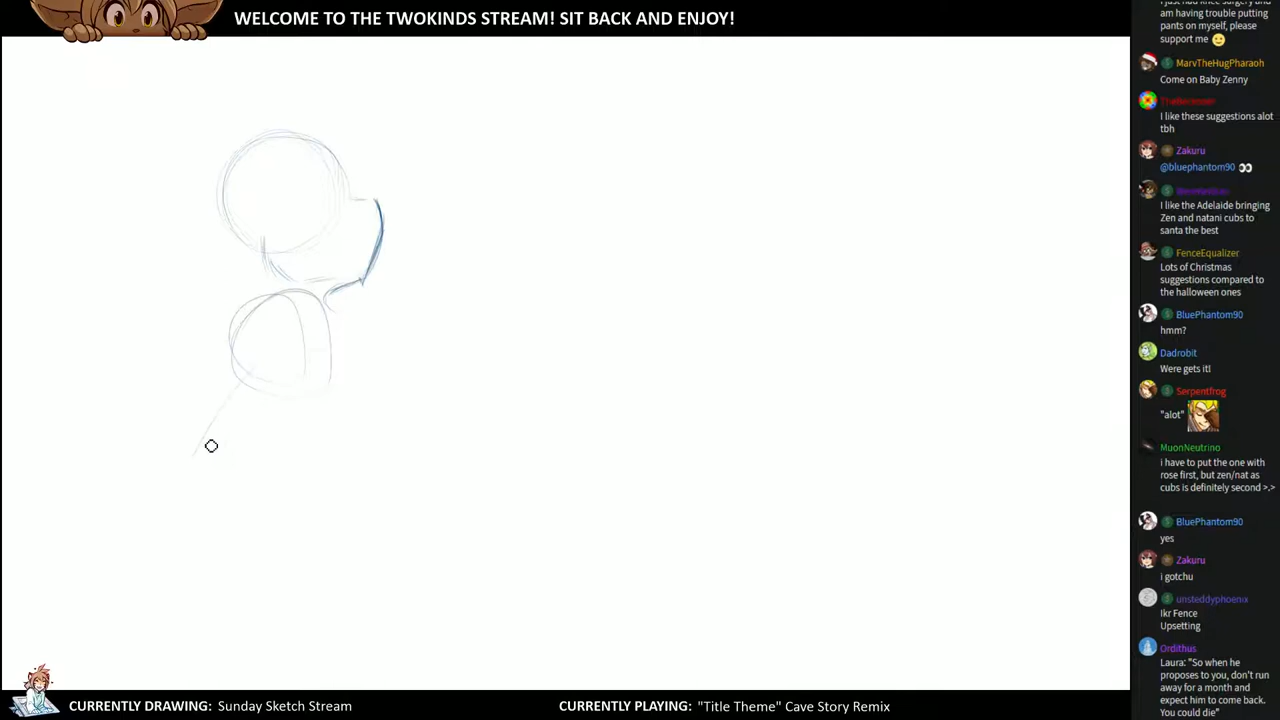 WELCOME TO THE TWOKINDS STREAM! SIT BACK AND ENJOY!
I just had knee surgery and
am having trouble putting
pants on myself, please
support me
MarvTheHugPharaoh
Come on Baby Zenny
I like these suggestions alot
tbh
Zakuru
@bluephantom90
I like the Adelaide bringing
Zen and natani cubs to
santa the best
FenceEqualizer
Lots of Christmas
suggestions compared to
the halloween ones
BluePhantom90
hmm?
Dadrobit
Were gets it!
Serpentfrog
"alot"
MuonNeutrino
i have to put the one with
rose first, but zen/nat as
cubs is definitely second >.>
BluePhantom90
yes
Zakuru
i gotchu
unsteddyphoenix
Ikr Fence
Upsetting
Ordithus
Laura: "So when he
proposes to you, don't run
away for a month and
expect him to come back.
You could die"
CURRENTLY DRAWING: Sunday Sketch Stream
CURRENTLY PLAYING: "Title Theme" Cave Story Remix